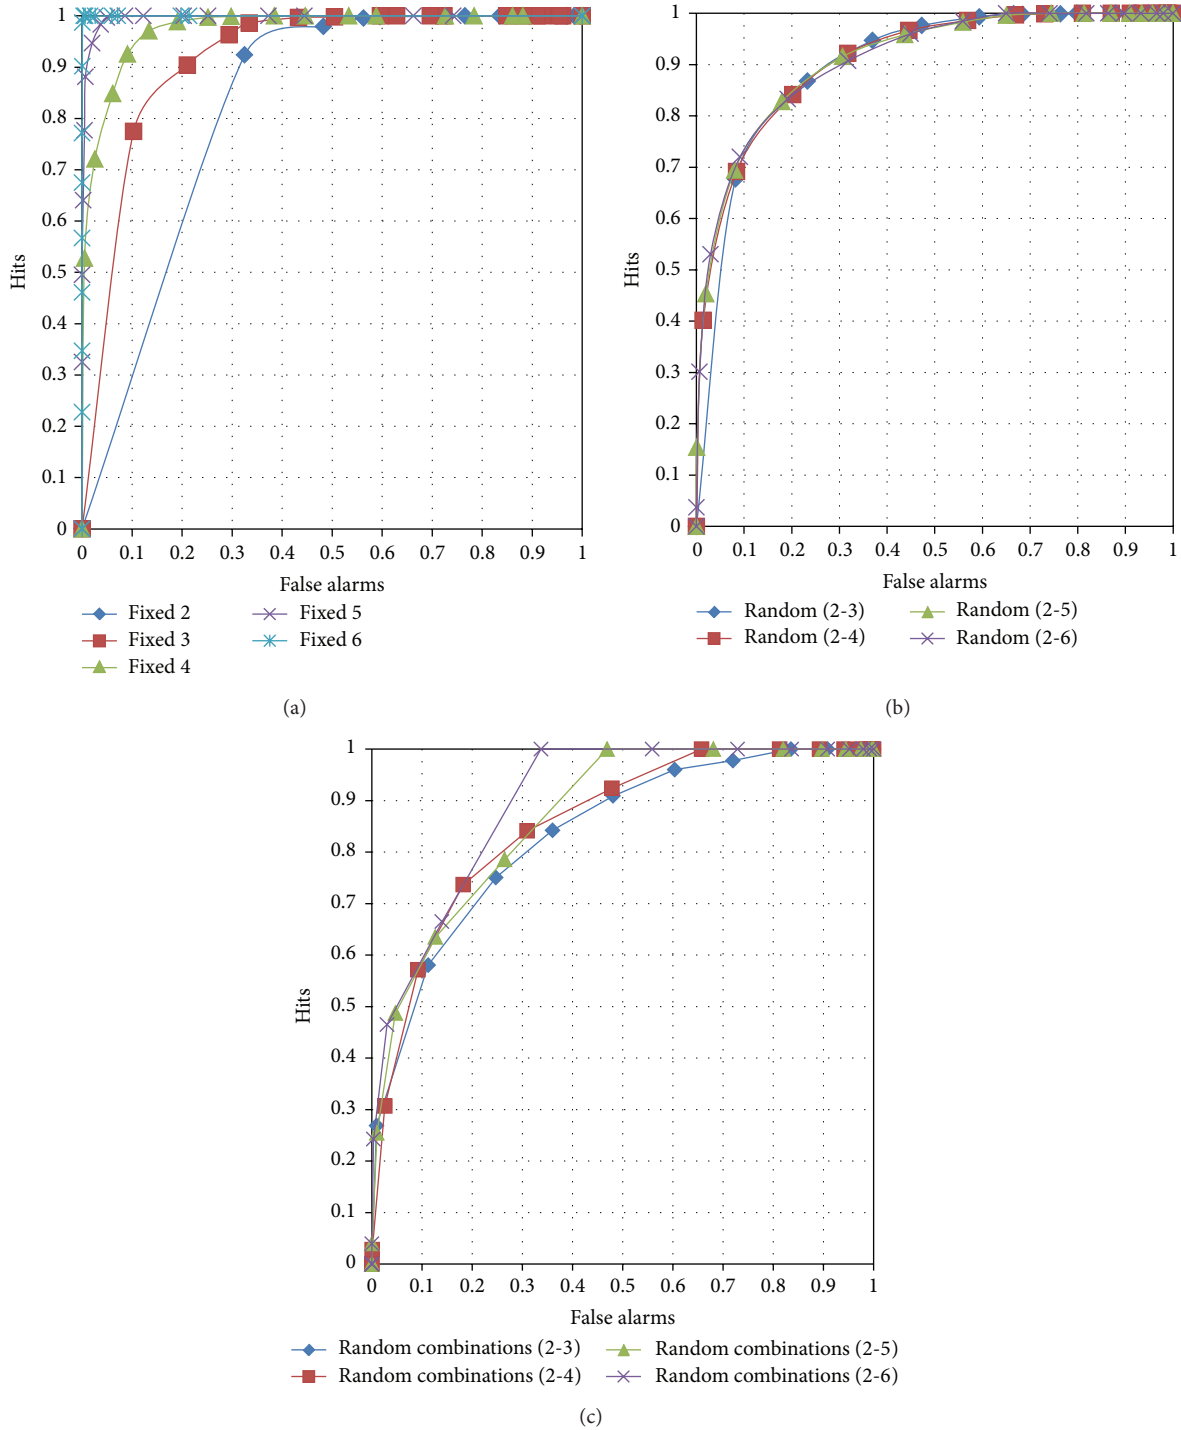 1
0.9
0.8
0.7
0.6
0.5
0.4
0.3
0.2
0.1
0
Hits
0 0.1 0.2 0.3 0.4 0.5 0.6 0.7 0.8 0.9 1
False alarms
Fixed 2
Fixed 3
Fixed 4
Fixed 5
Fixed 6
(a)
1
0.9
0.8
0.7
0.6
0.5
0.4
0.3
0.2
0.1
0
Hits
0 0.1 0.2 0.3 0.4 0.5 0.6 0.7 0.8 0.9 1
False alarms
Random (2-3)
Random (2-4)
Random (2-5)
Random (2-6)
(b)
1
0.9
0.8
0.7
0.6
0.5
0.4
0.3
0.2
0.1
0
Hits
0 0.1 0.2 0.3 0.4 0.5 0.6 0.7 0.8 0.9 1
False alarms
Random combinations (2-3)
Random combinations (2-4)
Random combinations (2-5)
Random combinations (2-6)
(c)